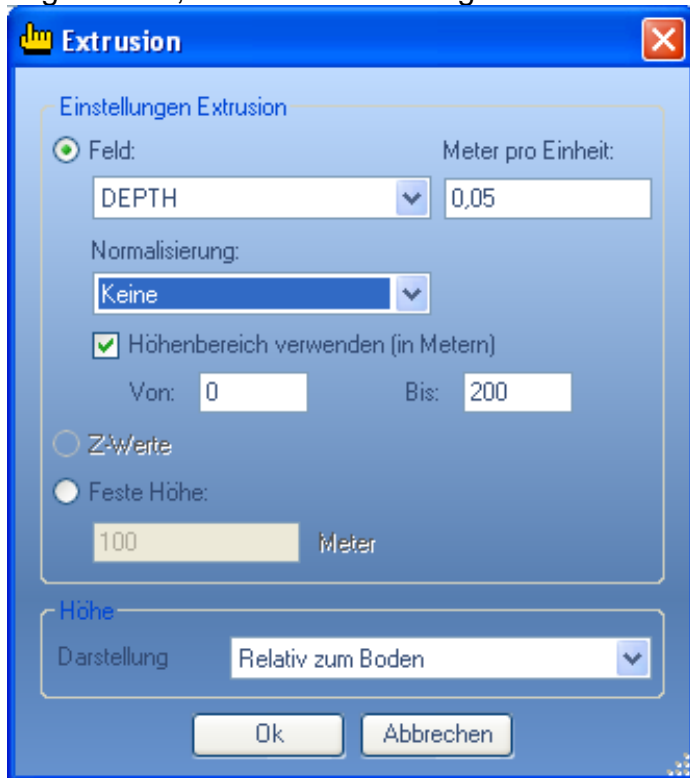 Extrusion
Einstellungen Extrusion
Feld: Meter pro Einheit:
DEPTH 0,05
Normalisierung:
Keine
Höhenbereich verwenden (in Metern)
Von: 0 Bis: 200
Z-Werte
Feste Höhe:
100 Meter
Höhe
Darstellung Relativ zum Boden
Ok Abbrechen